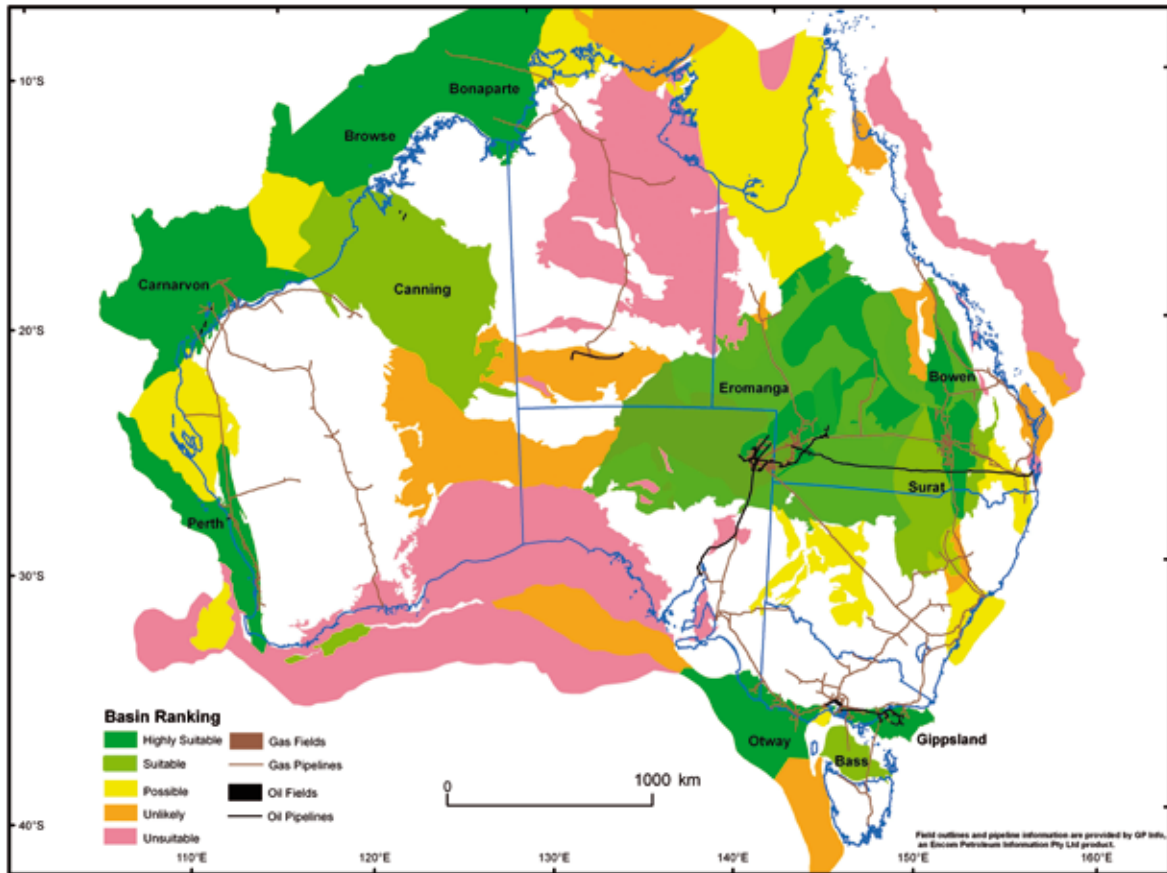 10°S
20°S
30°S
40°S
110°E
120°E
130°E
140°E
150°E
160°E
Bonaparte
Browse
Carnarvon
Canning
Eromanga
Bowen
Surat
Perth
Otway
Gippsland
Bass
Basin Ranking
Highly Suitable
Suitable
Possible
Unlikely
Unsuitable
Gas Fields
Gas Pipelines
Oil Fields
Oil Pipelines
0 1000 km
Field outlines and pipeline information are provided by GP Info,
an Encom Petroleum Information Pty Ltd product.